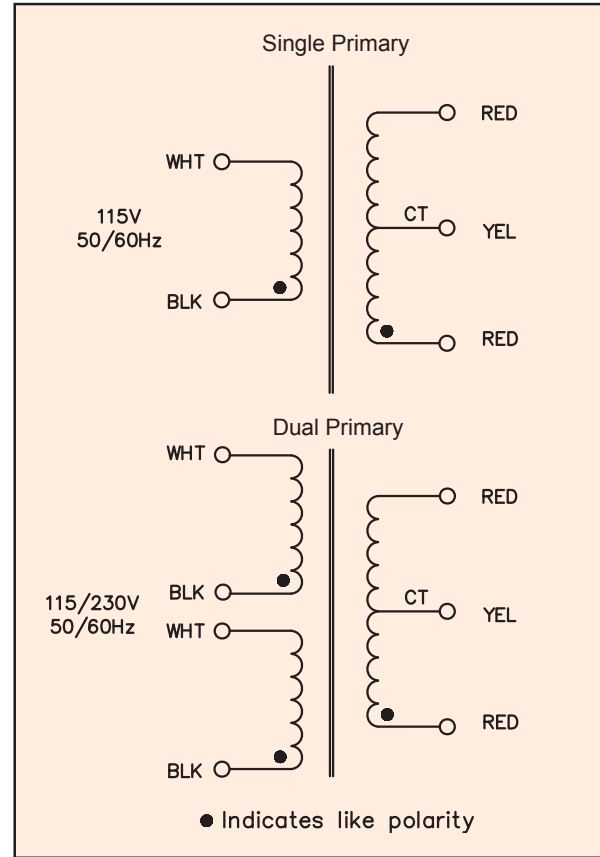 Single Primary
RED
WHT
CT
115V
50/60Hz
YEL
BLK
RED
Dual Primary
WHT
RED
BLK
CT
115/230V
50/60Hz
WHT
YEL
RED
BLK
● Indicates like polarity